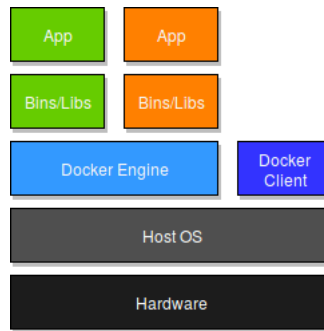 App
App
Bins/Libs
Bins/Libs
Docker Engine
Docker
Client
Host OS
Hardware